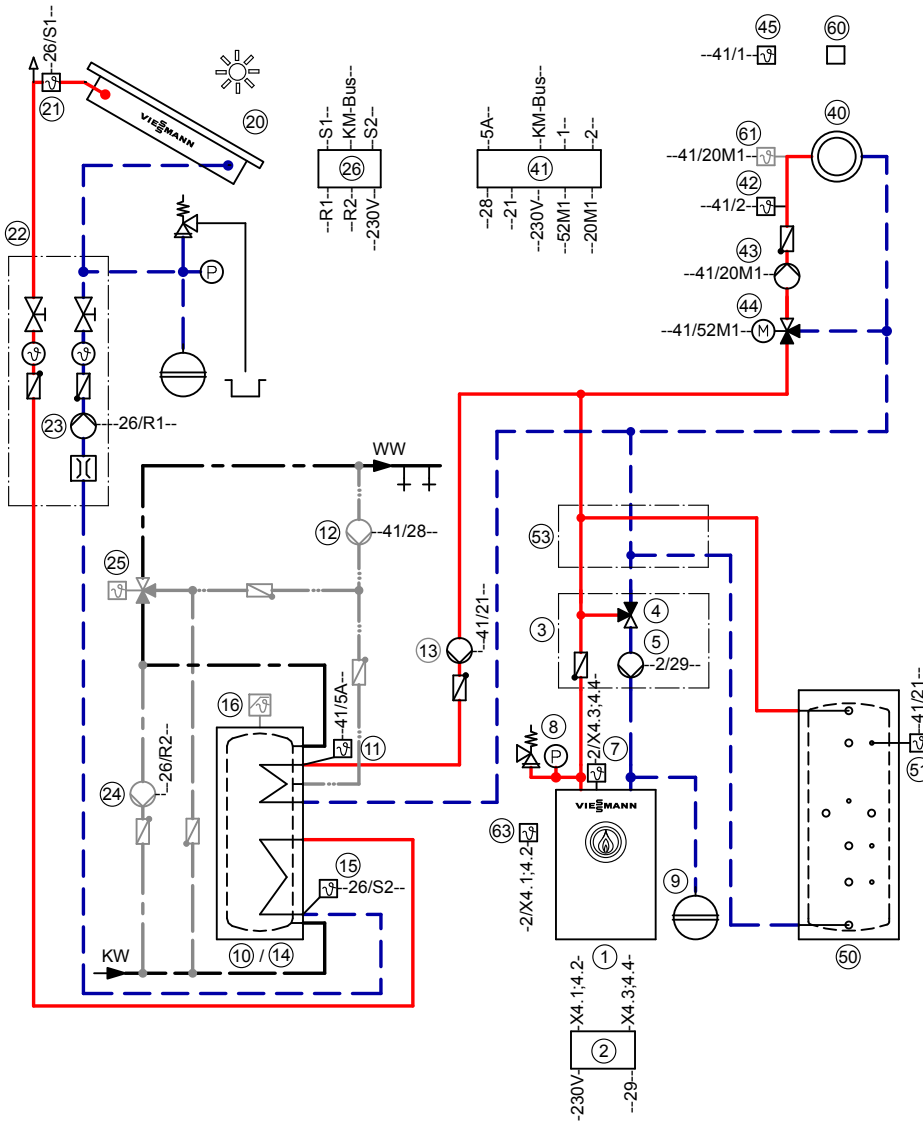 --26/S1--
21
VIESSMANN
20
--S1--
--KM-Bus--
--S2--
26
--R1--
--R2--
--230V--
--5A--
--KM-Bus--
--1--
--2--
41
--28--
--21--
--230V--
--52M1--
--20M1--
45
--41/1--
60
40
61
--41/20M1--
42
--41/2--
43
--41/20M1--
44
--41/52M1--
M
22
P
23
--26/R1--
WW
12
--41/28--
25
53
3
4
5
--2/29--
13
--41/21--
16
--41/5A--
11
--26/R2--
24
8
P
-2/X4.3;4.4-
7
63
-2/X4.1;4.2-
VIESSMANN
9
15
--26/S2--
KW
10 / 14
1
50
--41/21--
51
-X4.1;4.2-
-X4.3;4.4-
2
-230V-
--29--